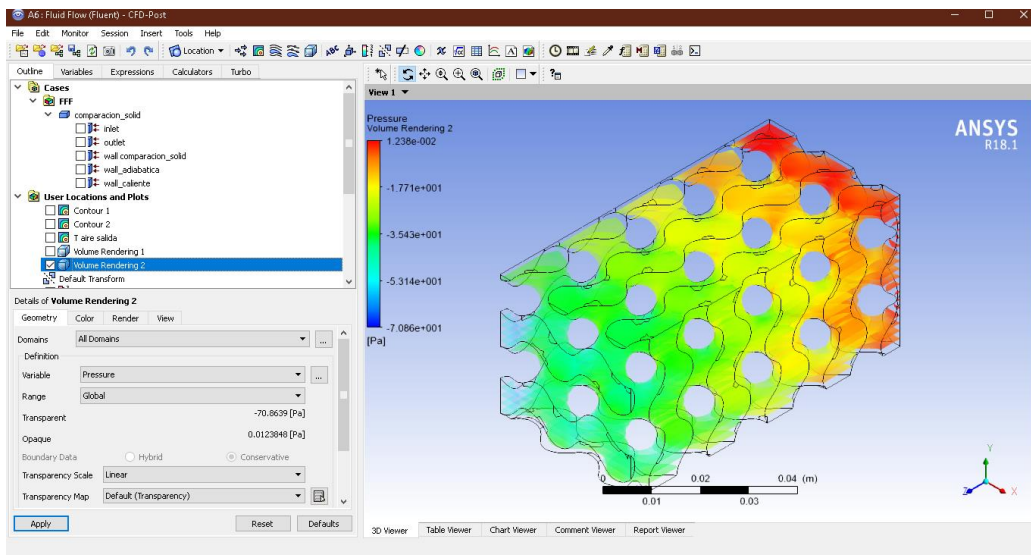 A6 : Fluid Flow (Fluent) - CFD-Post
File Edit Monitor Session Insert Tools Help
Location
Outline Variables Expressions Calculators Turbo
Cases
FFF
comparacion_solid
inlet
outlet
wall comparacion_solid
wall_adiabatica
wall_caliente
User Locations and Plots
Contour 1
Contour 2
T aire salida
Volume Rendering 1
Volume Rendering 2
Default Transform
Details of Volume Rendering 2
Geometry Color Render View
Domains All Domains ...
Definition
Variable Pressure ...
Range Global
Transparent -70.8639 [Pa]
Opaque 0.0123848 [Pa]
Boundary Data Hybrid Conservative
Transparency Scale Linear
Transparency Map Default (Transparency)
Apply Reset Defaults
View 1
Pressure
Volume Rendering 2
1.238e-002
-1.771e+001
-3.543e+001
-5.314e+001
-7.086e+001
[Pa]
ANSYS
R18.1
0 0.02 0.04 (m)
0.01 0.03
Y
Z X
3D Viewer Table Viewer Chart Viewer Comment Viewer Report Viewer